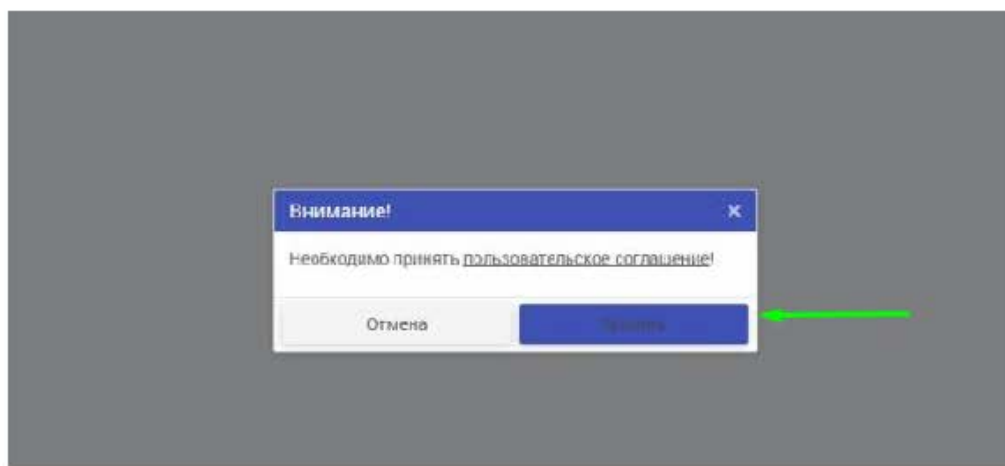 Внимание!
Необходимо принять пользовательское соглашение!
Отмена